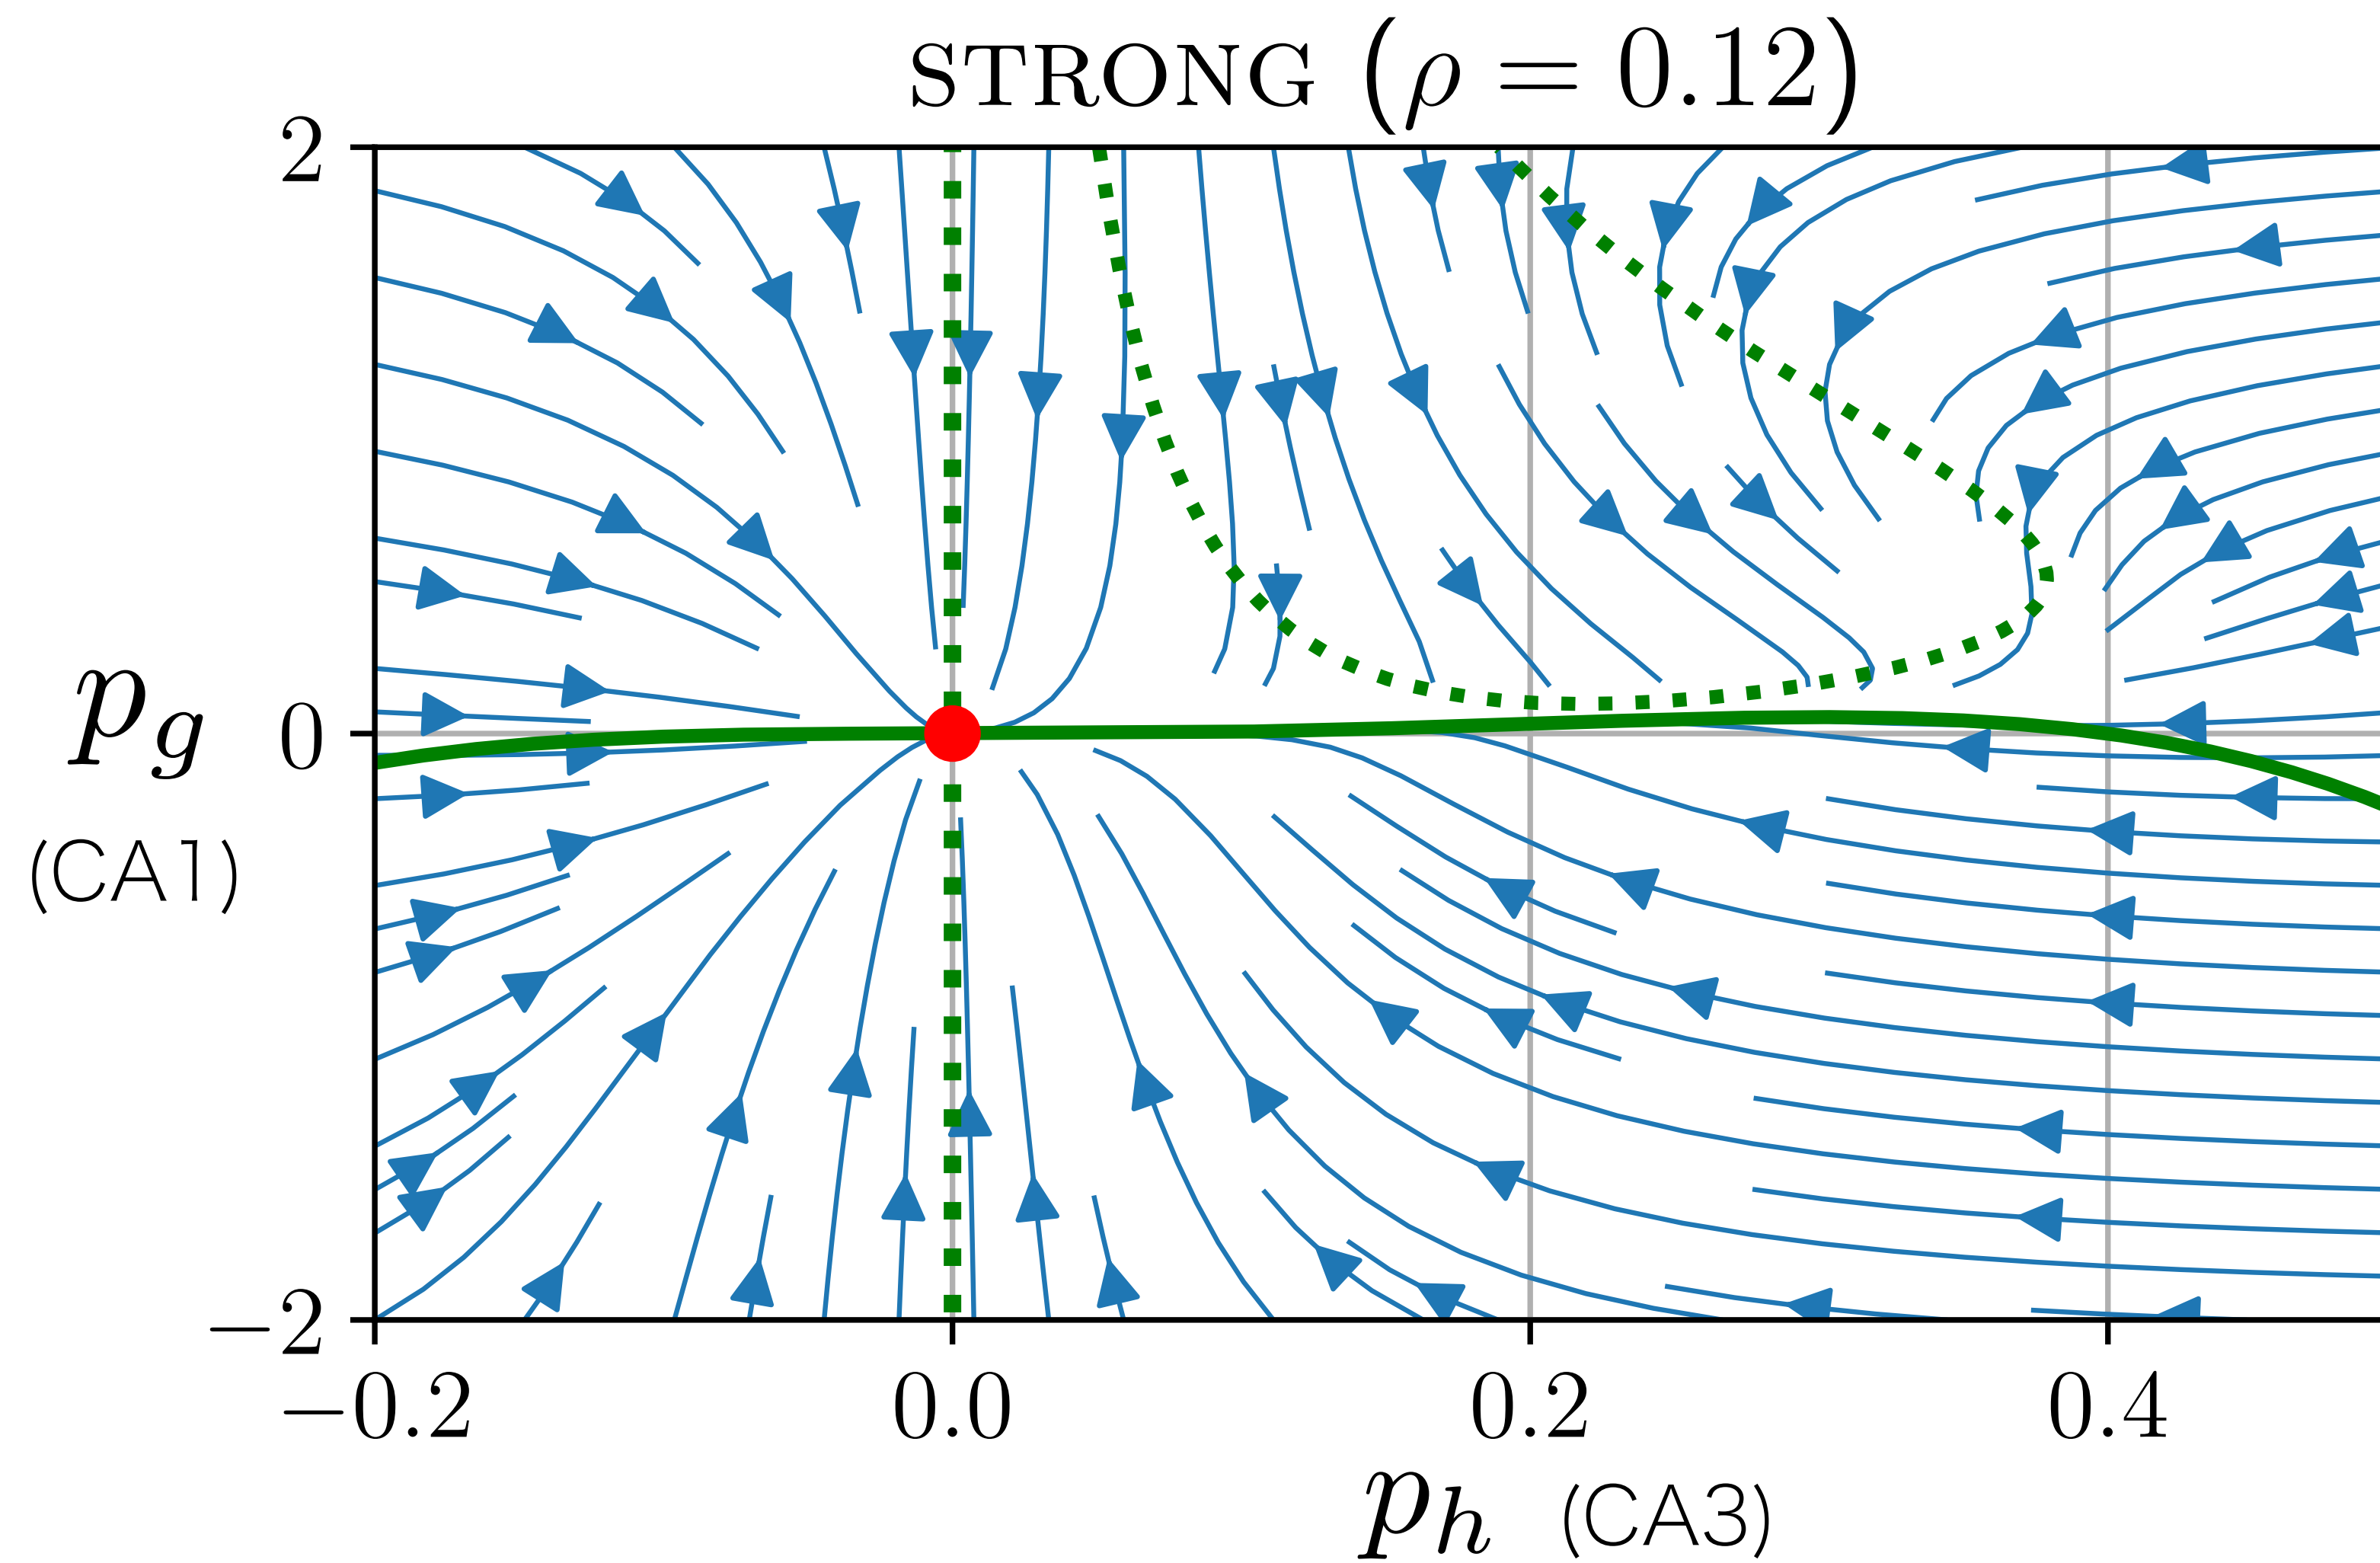 STRONG (ρ = 0.12)
2
p_g
0
(CA1)
−2
−0.2 0.0 0.2 0.4
p_h (CA3)